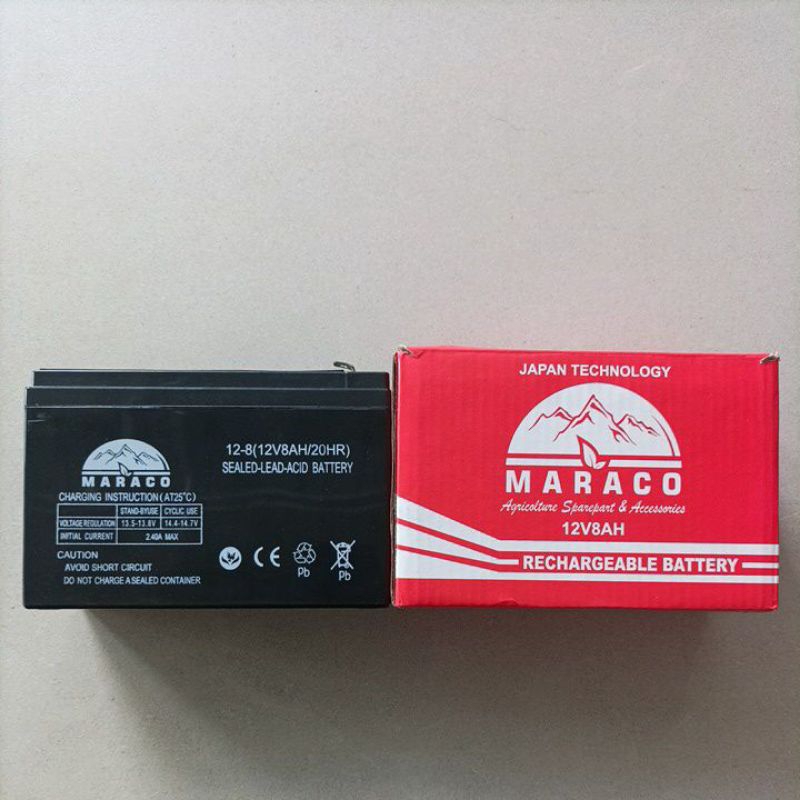 MARACO
CHARGING INSTRUCTION (AT25°C)
STAND-BYUSE CYCLIC USE
VOLTAGE REGULATION 13.5-13.8V 14.4-14.7V
INITIAL CURRENT 2.40A MAX
CAUTION
AVOID SHORT CIRCUIT
DO NOT CHARGE A SEALED CONTAINER
12-8(12V8AH/20HR)
SEALED-LEAD-ACID BATTERY
CE
Pb Pb
JAPAN TECHNOLOGY
MARACO
Agricolture Sparepart & Accessories
12V8AH
RECHARGEABLE BATTERY